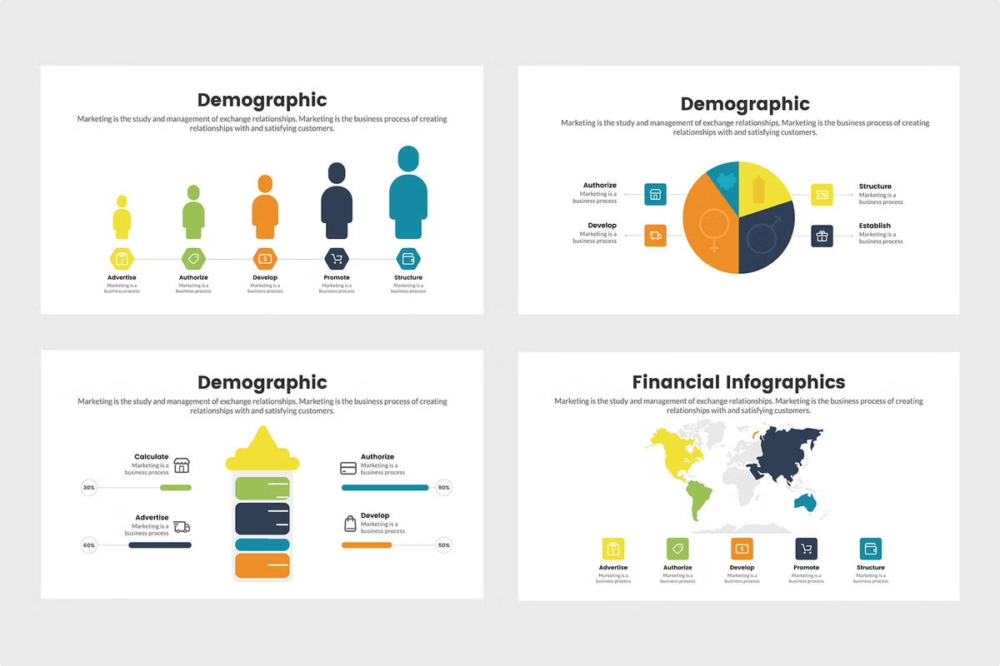 Demographic
Marketing is the study and management of exchange relationships. Marketing is the business process of creating
relationships with and satisfying customers.
Advertise
Marketing is a
business process
Authorize
Marketing is a
business process
Develop
Marketing is a
business process
Promote
Marketing is a
business process
Structure
Marketing is a
business process
Demographic
Marketing is the study and management of exchange relationships. Marketing is the business process of creating
relationships with and satisfying customers.
Authorize
Marketing is a
business process
Develop
Marketing is a
business process
Structure
Marketing is a
business process
Establish
Marketing is a
business process
Demographic
Marketing is the study and management of exchange relationships. Marketing is the business process of creating
relationships with and satisfying customers.
Calculate
Marketing is a
business process
30%
Advertise
Marketing is a
business process
60%
Authorize
Marketing is a
business process
90%
Develop
Marketing is a
business process
50%
Financial Infographics
Marketing is the study and management of exchange relationships. Marketing is the business process of creating
relationships with and satisfying customers.
Advertise
Marketing is a
business process
Authorize
Marketing is a
business process
Develop
Marketing is a
business process
Promote
Marketing is a
business process
Structure
Marketing is a
business process